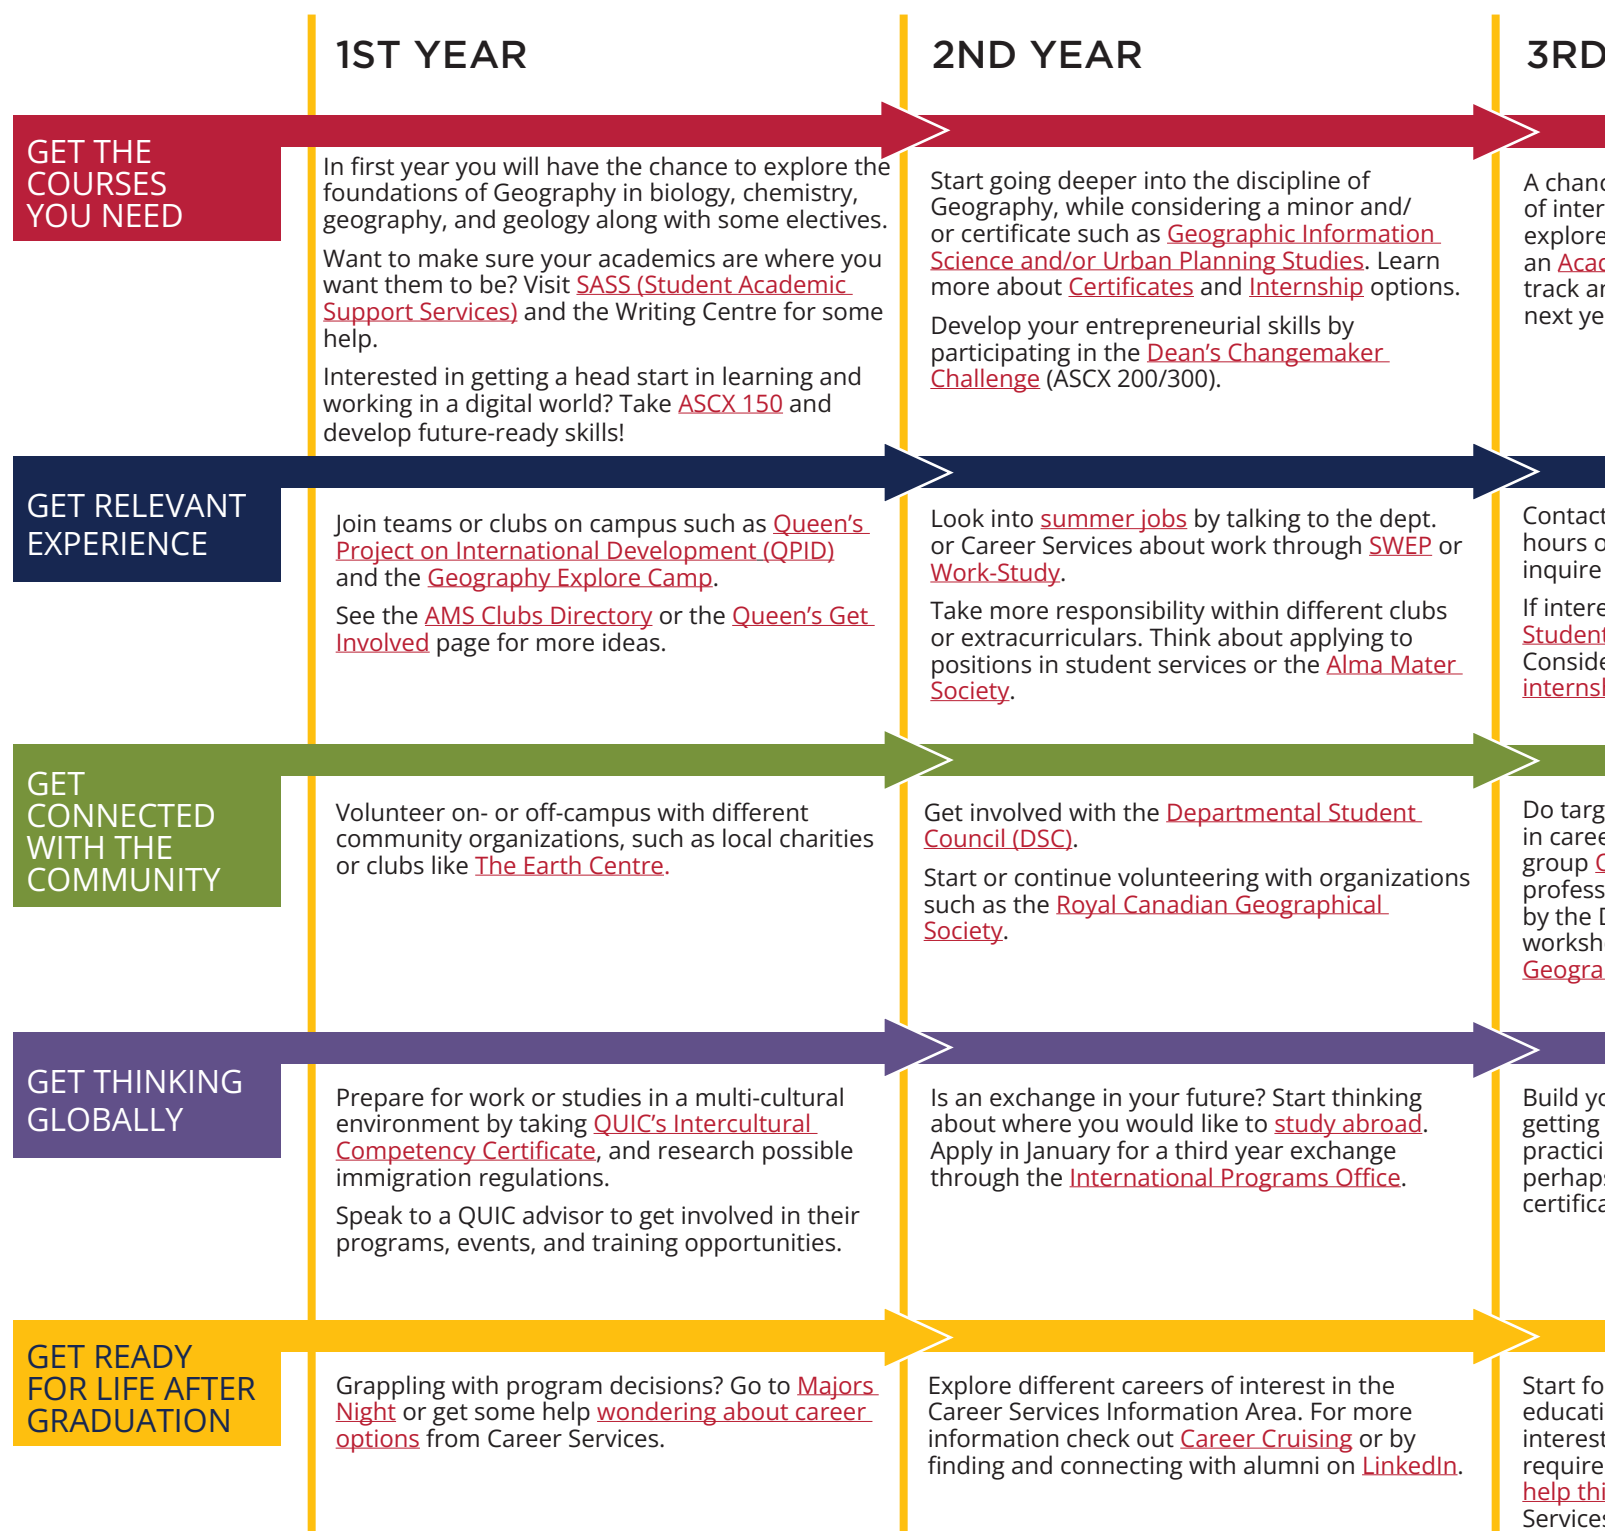 1ST YEAR
2ND YEAR
3RD
GET THE
COURSES
YOU NEED
In first year you will have the chance to explore the
foundations of Geography in biology, chemistry,
geography, and geology along with some electives.
Want to make sure your academics are where you
want them to be? Visit SASS (Student Academic
Support Services) and the Writing Centre for some
help.
Interested in getting a head start in learning and
working in a digital world? Take ASCX 150 and
develop future-ready skills!
Start going deeper into the discipline of
Geography, while considering a minor and/
or certificate such as Geographic Information
Science and/or Urban Planning Studies. Learn
more about Certificates and Internship options.
Develop your entrepreneurial skills by
participating in the Dean's Changemaker
Challenge (ASCX 200/300).
A
of
explore
an
track
next
GET RELEVANT
EXPERIENCE
Join teams or clubs on campus such as Queen's
Project on International Development (QPID)
and the Geography Explore Camp.
See the AMS Clubs Directory or the Queen's Get
Involved page for more ideas.
Look into summer jobs by talking to the dept.
or Career Services about work through SWEP or
Work-Study.
Take more responsibility within different clubs
or extracurriculars. Think about applying to
positions in student services or the Alma Mater
Society.
Contact
hours
inquire
If
Student
GET
CONNECTED
WITH THE
COMMUNITY
Volunteer on- or off-campus with different
community organizations, such as local charities
or clubs like The Earth Centre.
Get involved with the Departmental Student
Council (DSC).
Start or continue volunteering with organizations
such as the Royal Canadian Geographical
Society.
Do
in
group
by the
GET THINKING
GLOBALLY
Prepare for work or studies in a multi-cultural
environment by taking QUIC's Intercultural
Competency Certificate, and research possible
immigration regulations.
Speak to a QUIC advisor to get involved in their
programs, events, and training opportunities.
Is an exchange in your future? Start thinking
about where you would like to study abroad.
Apply in January for a third year exchange
through the International Programs Office.
Build
getting
GET READY
FOR LIFE AFTER
GRADUATION
Grappling with program decisions? Go to Majors
Night or get some help wondering about career
options from Career Services.
Explore different careers of interest in the
Career Services Information Area. For more
information check out Career Cruising or by
finding and connecting with alumni on LinkedIn.
Start
interest
require
help
Services